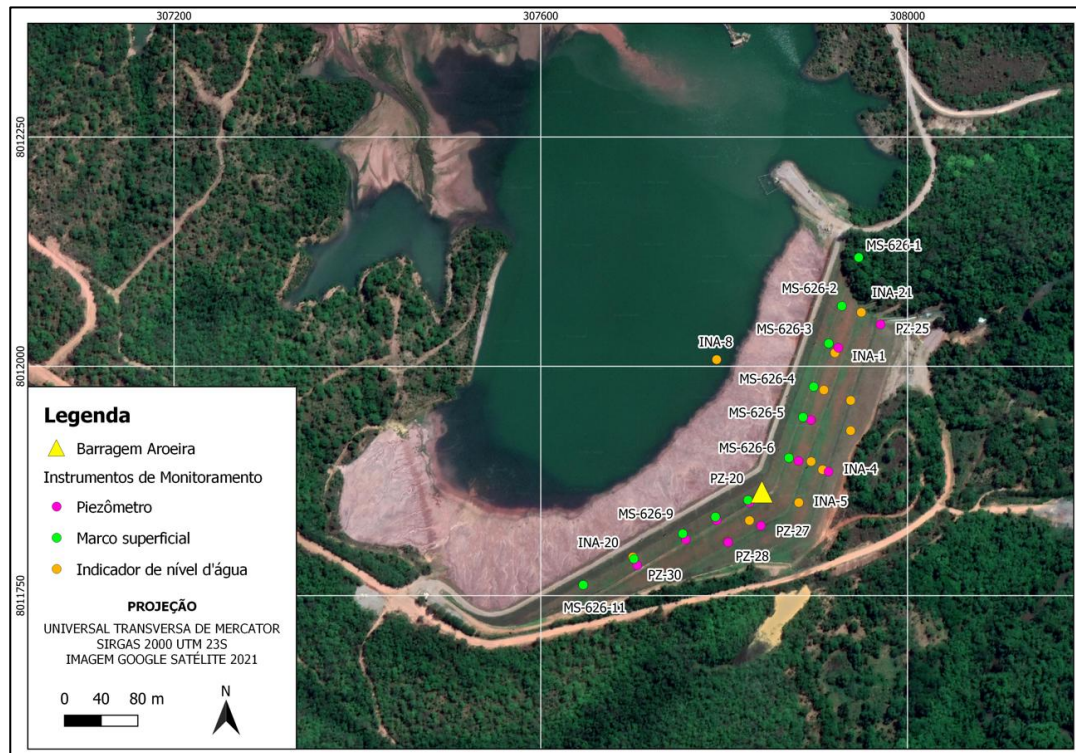 307200
307600
308000
8012250
8012000
8011750
MS-626-1
MS-626-2
INA-21
MS-626-3
PZ-25
INA-8
INA-1
MS-626-4
MS-626-5
MS-626-6
PZ-20
INA-4
MS-626-9
INA-5
INA-20
PZ-27
PZ-28
PZ-30
MS-626-11
Legenda
Barragem Aroeira
Instrumentos de Monitoramento
Piezômetro
Marco superficial
Indicador de nível d'água
PROJEÇÃO
UNIVERSAL TRANSVERSA DE MERCATOR
SIRGAS 2000 UTM 23S
IMAGEM GOOGLE SATÉLITE 2021
0 40 80 m
N